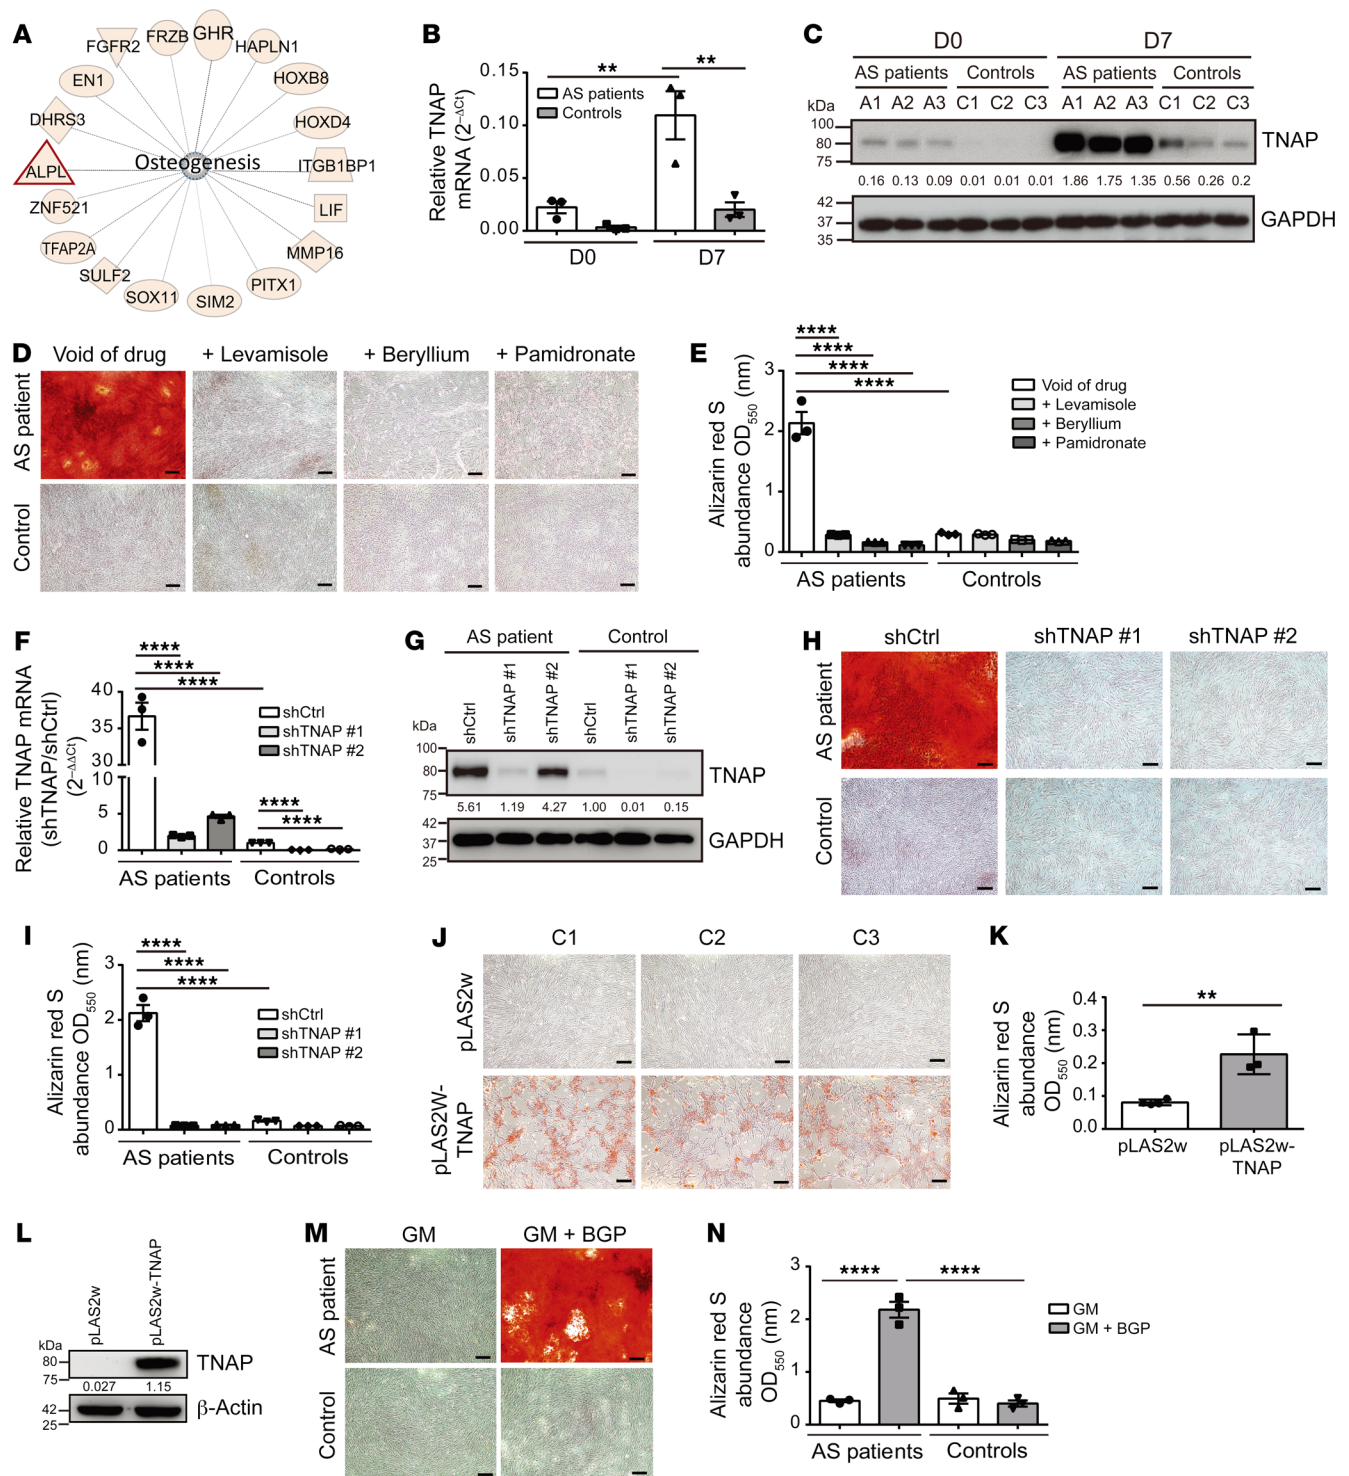 A
FGFR2
FRZB
GHR
HAPLN1
EN1
HOXB8
DHRS3
HOXD4
ALPL
Osteogenesis
ITGB1BP1
ZNF521
LIF
TFAP2A
MMP16
SULF2
SOX11
SIM2
PITX1
B
Relative TNAP
mRNA (2–ΔCt)
0.15
0.10
0.05
0.00
**
**
AS patients
Controls
D0
D7
C
D0 D7
AS patients Controls AS patients Controls
kDa
A1 A2 A3 C1 C2 C3 A1 A2 A3 C1 C2 C3
100
80
75
TNAP
0.16 0.13 0.09 0.01 0.01 0.01 1.86 1.75 1.35 0.56 0.26 0.2
42
37
35
GAPDH
D
Void of drug + Levamisole + Beryllium + Pamidronate
AS patient
Control
E
Alizarin red S
abundance OD550 (nm)
3
2
1
0
****
****
****
****
Void of drug
+ Levamisole
+ Beryllium
+ Pamidronate
AS patients Controls
F
Relative TNAP mRNA
(shTNAP/shCtrl)
(2–ΔΔCt)
40
35
30
10
5
0
****
****
****
****
****
shCtrl
shTNAP #1
shTNAP #2
AS patients Controls
G
AS patient Control
kDa
shCtrl
shTNAP #1
shTNAP #2
shCtrl
shTNAP #1
shTNAP #2
100
80
75
TNAP
5.61 1.19 4.27 1.00 0.01 0.15
42
37
25
GAPDH
H
shCtrl shTNAP #1 shTNAP #2
AS patient
Control
I
Alizarin red S
abundance OD550 (nm)
3
2
1
0
****
****
****
shCtrl
shTNAP #1
shTNAP #2
AS patients Controls
J
C1 C2 C3
pLAS2w
pLAS2W-
TNAP
K
Alizarin red S
abundance
OD550 (nm)
0.4
0.3
0.2
0.1
0.0
**
pLAS2w
pLAS2w-
TNAP
L
pLAS2w
pLAS2w-TNAP
kDa
80
75
TNAP
0.027 1.15
42
25
β-Actin
M
GM GM + BGP
AS patient
Control
N
Alizarin red S
abundance
OD550 (nm)
3
2
1
0
**** ****
GM
GM + BGP
AS patients Controls